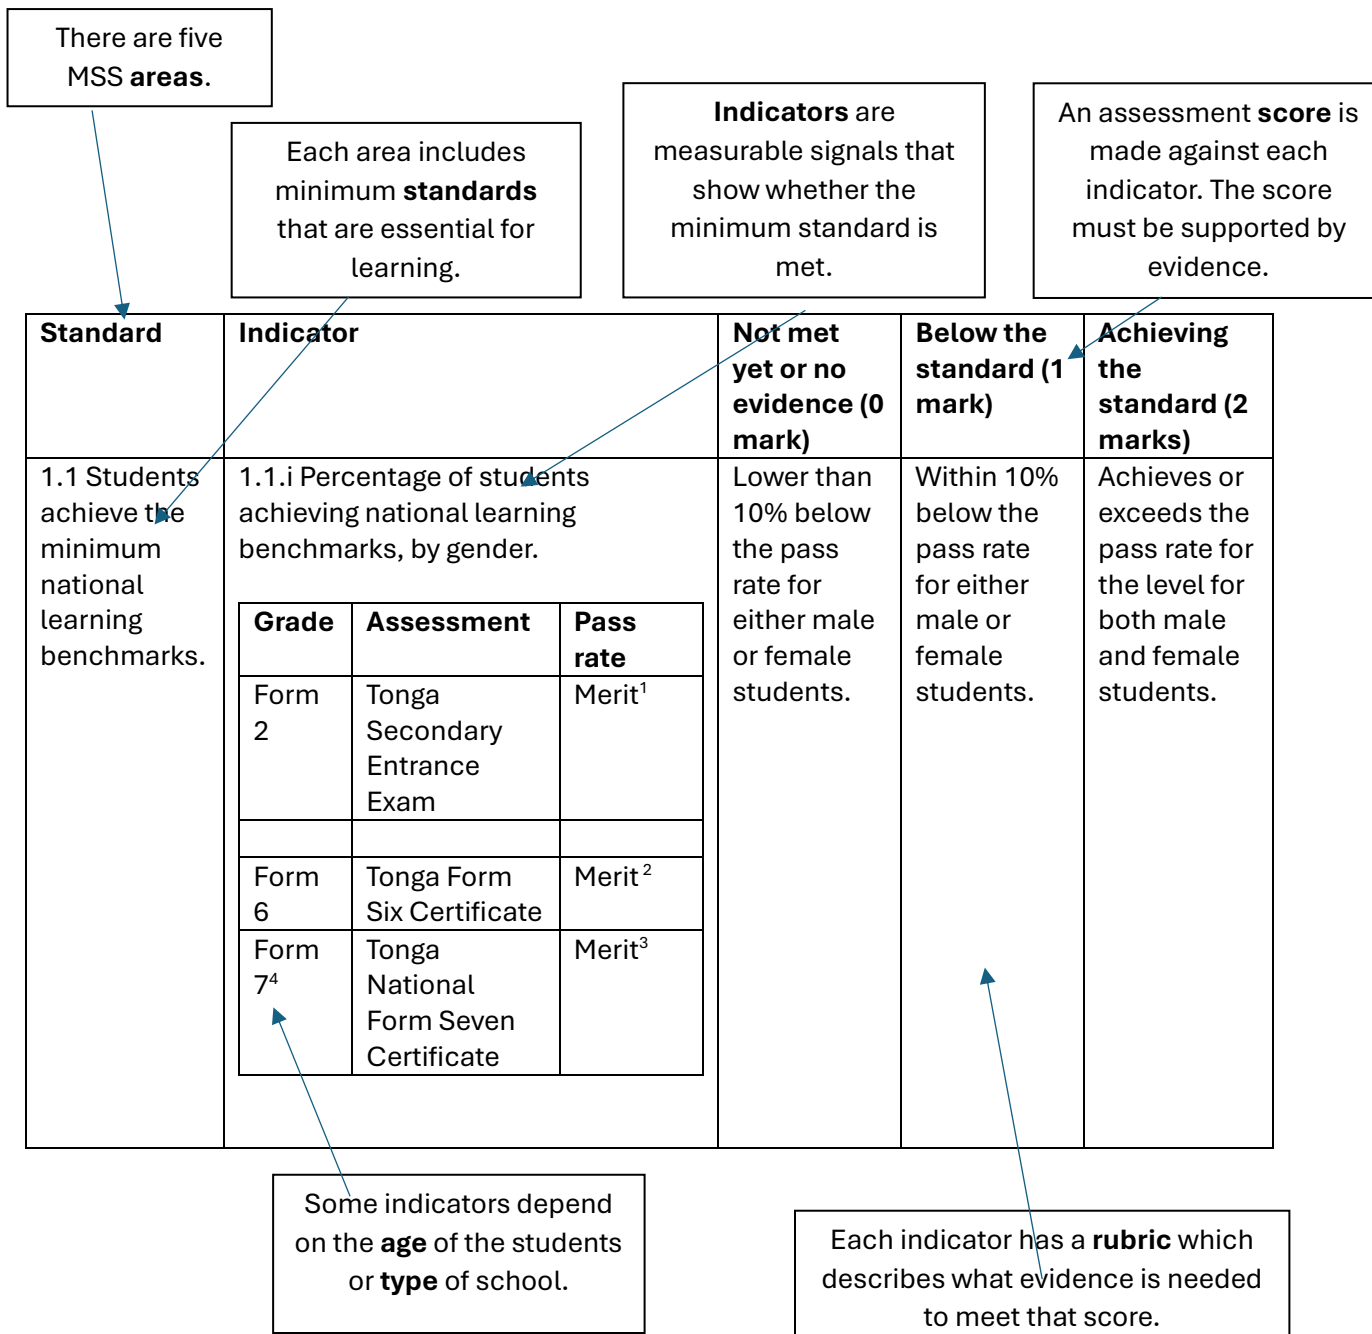 There are five
MSS areas.
Each area includes
minimum standards
that are essential for
learning.
Indicators are
measurable signals that
show whether the
minimum standard is
met.
An assessment score is
made against each
indicator. The score
must be supported by
evidence.
Standard
Indicator
Not met
yet or no
evidence (0
mark)
Below the
standard (1
mark)
Achieving
the
standard (2
marks)
1.1 Students
achieve the
minimum
national
learning
benchmarks.
1.1.i Percentage of students
achieving national learning
benchmarks, by gender.
Grade
Assessment
Pass
rate
Form
2
Tonga
Secondary
Entrance
Exam
Merit1
Form
6
Tonga Form
Six Certificate
Merit 2
Form
74
Tonga
National
Form Seven
Certificate
Merit3
Lower than
10% below
the pass
rate for
either male
or female
students.
Within 10%
below the
pass rate
for either
male or
female
students.
Achieves or
exceeds the
pass rate for
the level for
both male
and female
students.
Some indicators depend
on the age of the students
or type of school.
Each indicator has a rubric which
describes what evidence is needed
to meet that score.